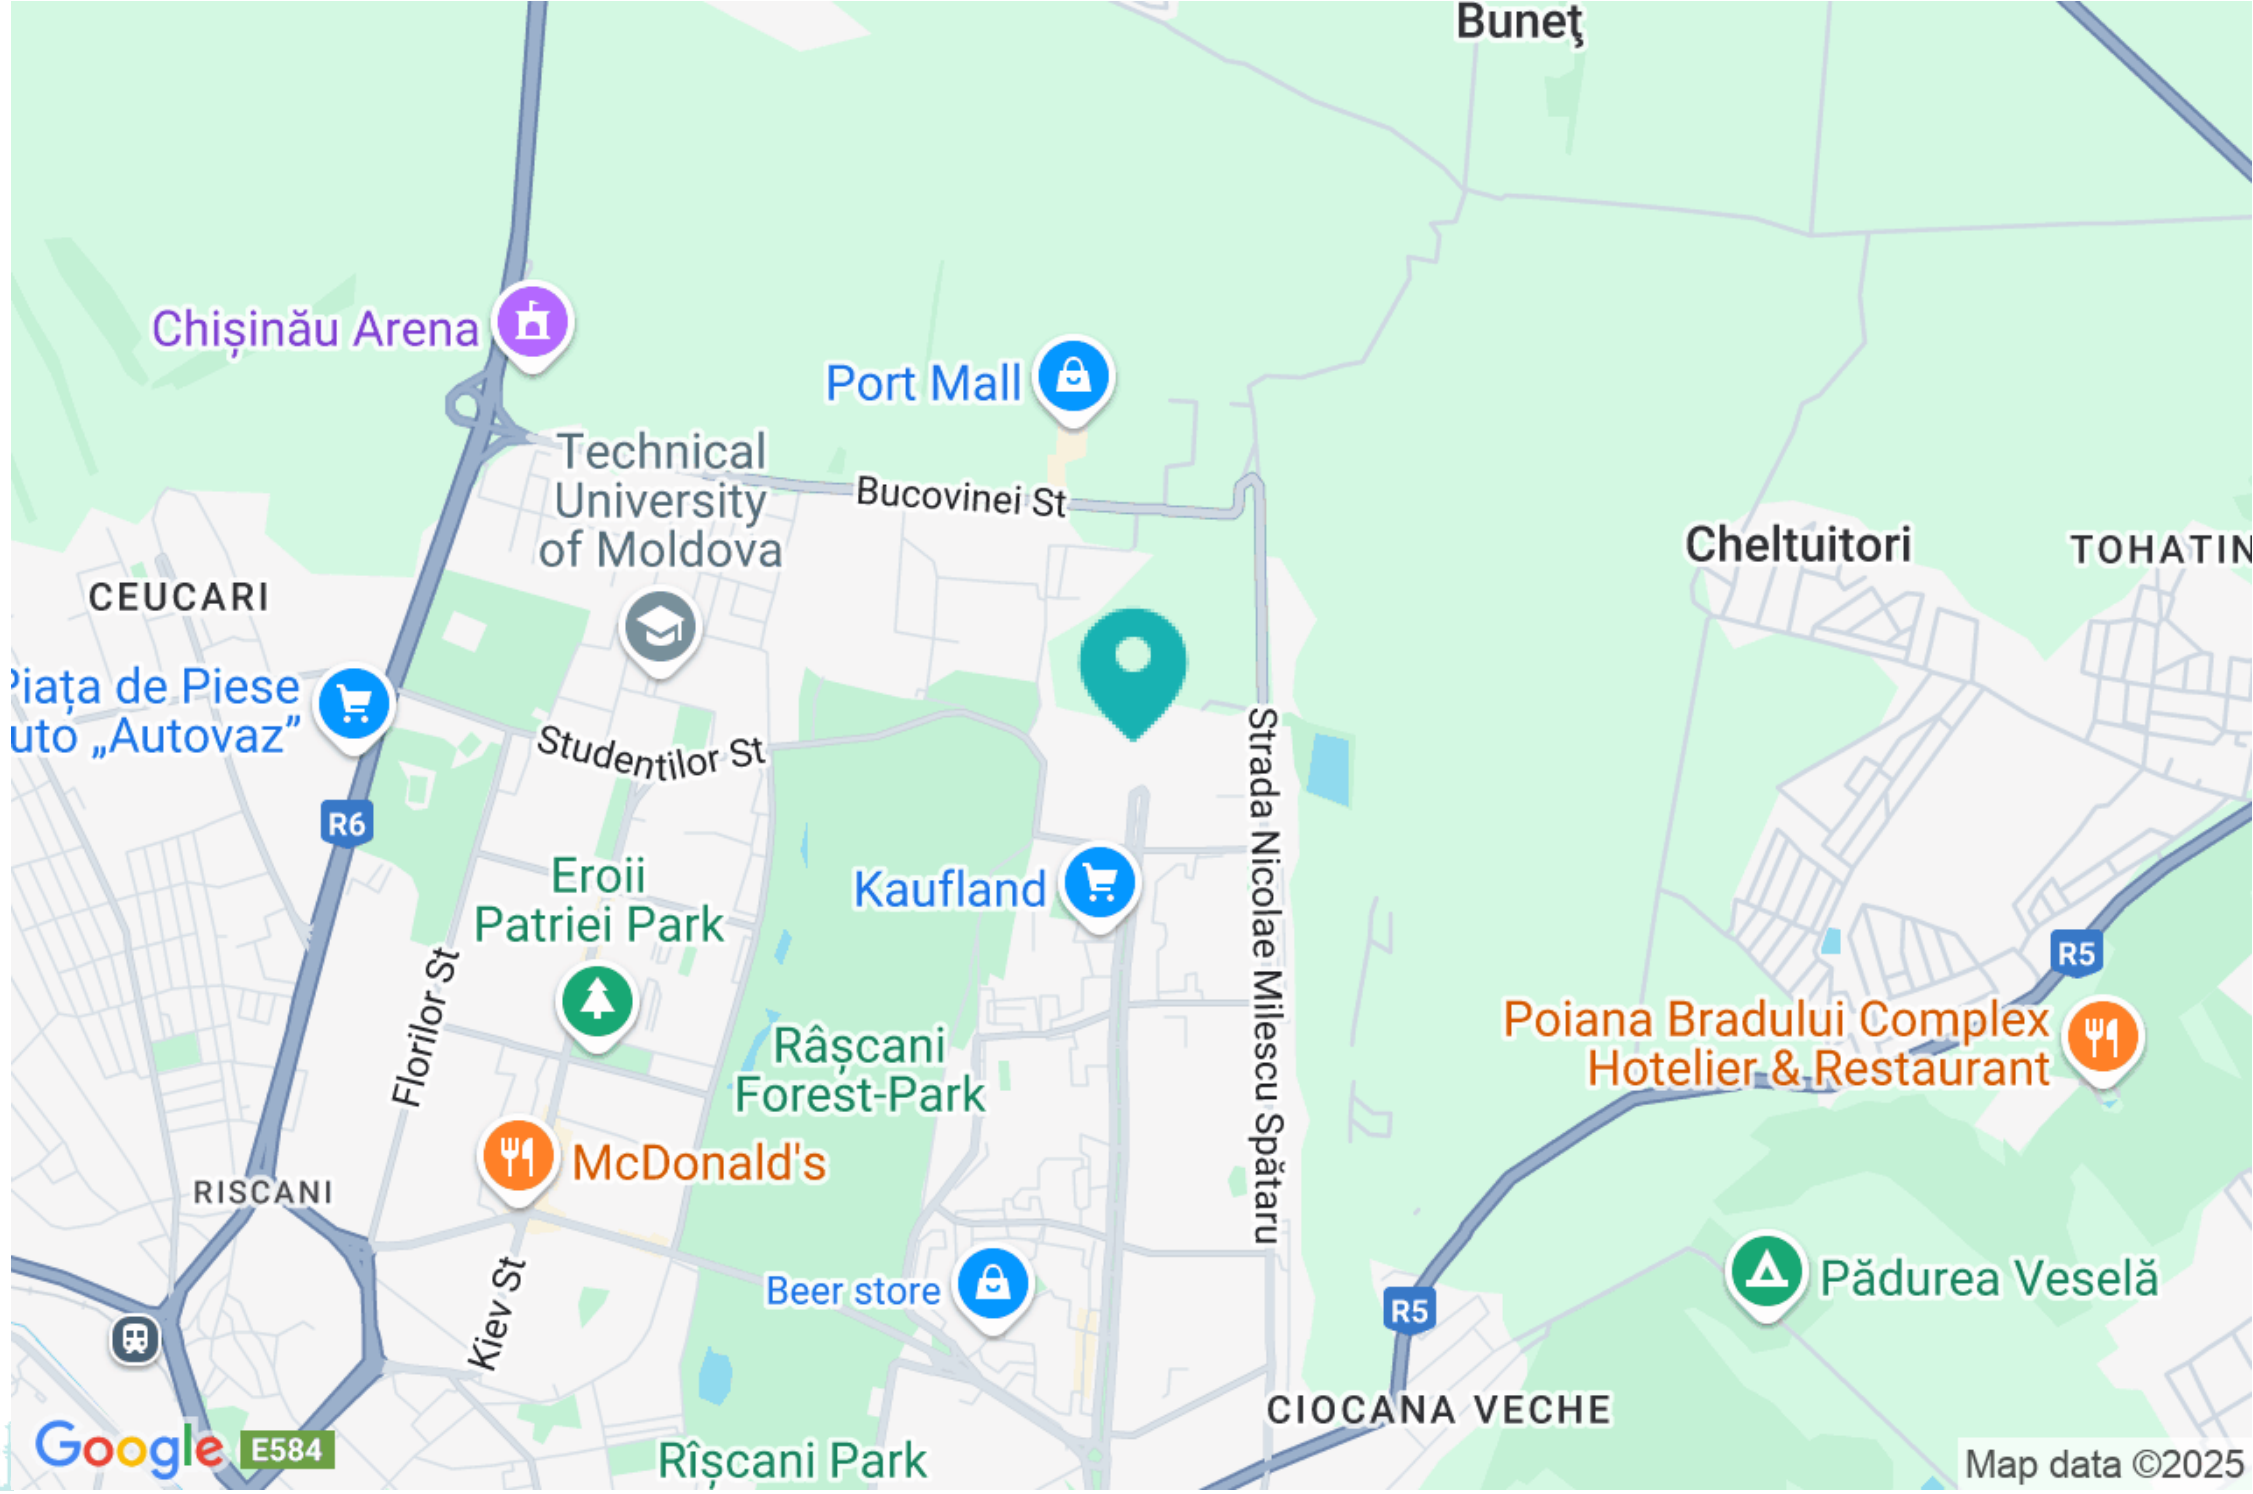 Buneţ
Chișinău Arena
Port Mall
Technical
University
of Moldova
Bucovinei St
Cheltuitori
TOHATIN
CEUCARI
Piața de Piese
uto „Autovaz”
Studentilor St
Strada Nicolae Milescu Spătaru
R6
Eroii
Patriei Park
Kaufland
R5
Florilor St
Poiana Bradului Complex
Hotelier & Restaurant
Râșcani
Forest-Park
McDonald's
RISCANI
Pădurea Veselă
Beer store
R5
Kiev St
CIOCANA VECHE
Google
E584
Rîșcani Park
Map data ©2025